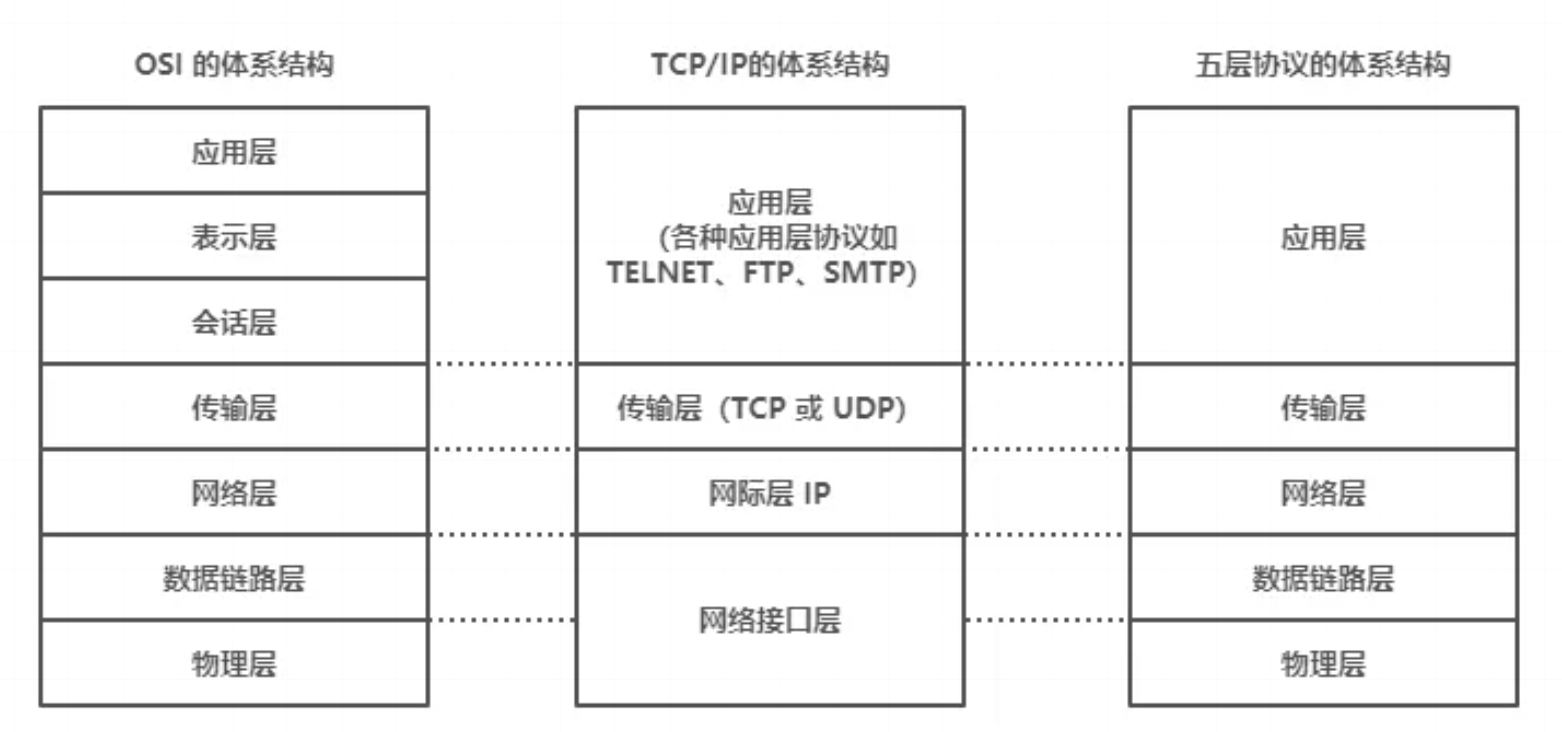 OSI 的体系结构
应用层
表示层
会话层
传输层
网络层
数据链路层
物理层
TCP/IP的体系结构
应用层
(各种应用层协议如
TELNET、FTP、SMTP)
传输层（TCP 或 UDP)
网际层 IP
网络接口层
五层协议的体系结构
应用层
传输层
网络层
数据链路层
物理层